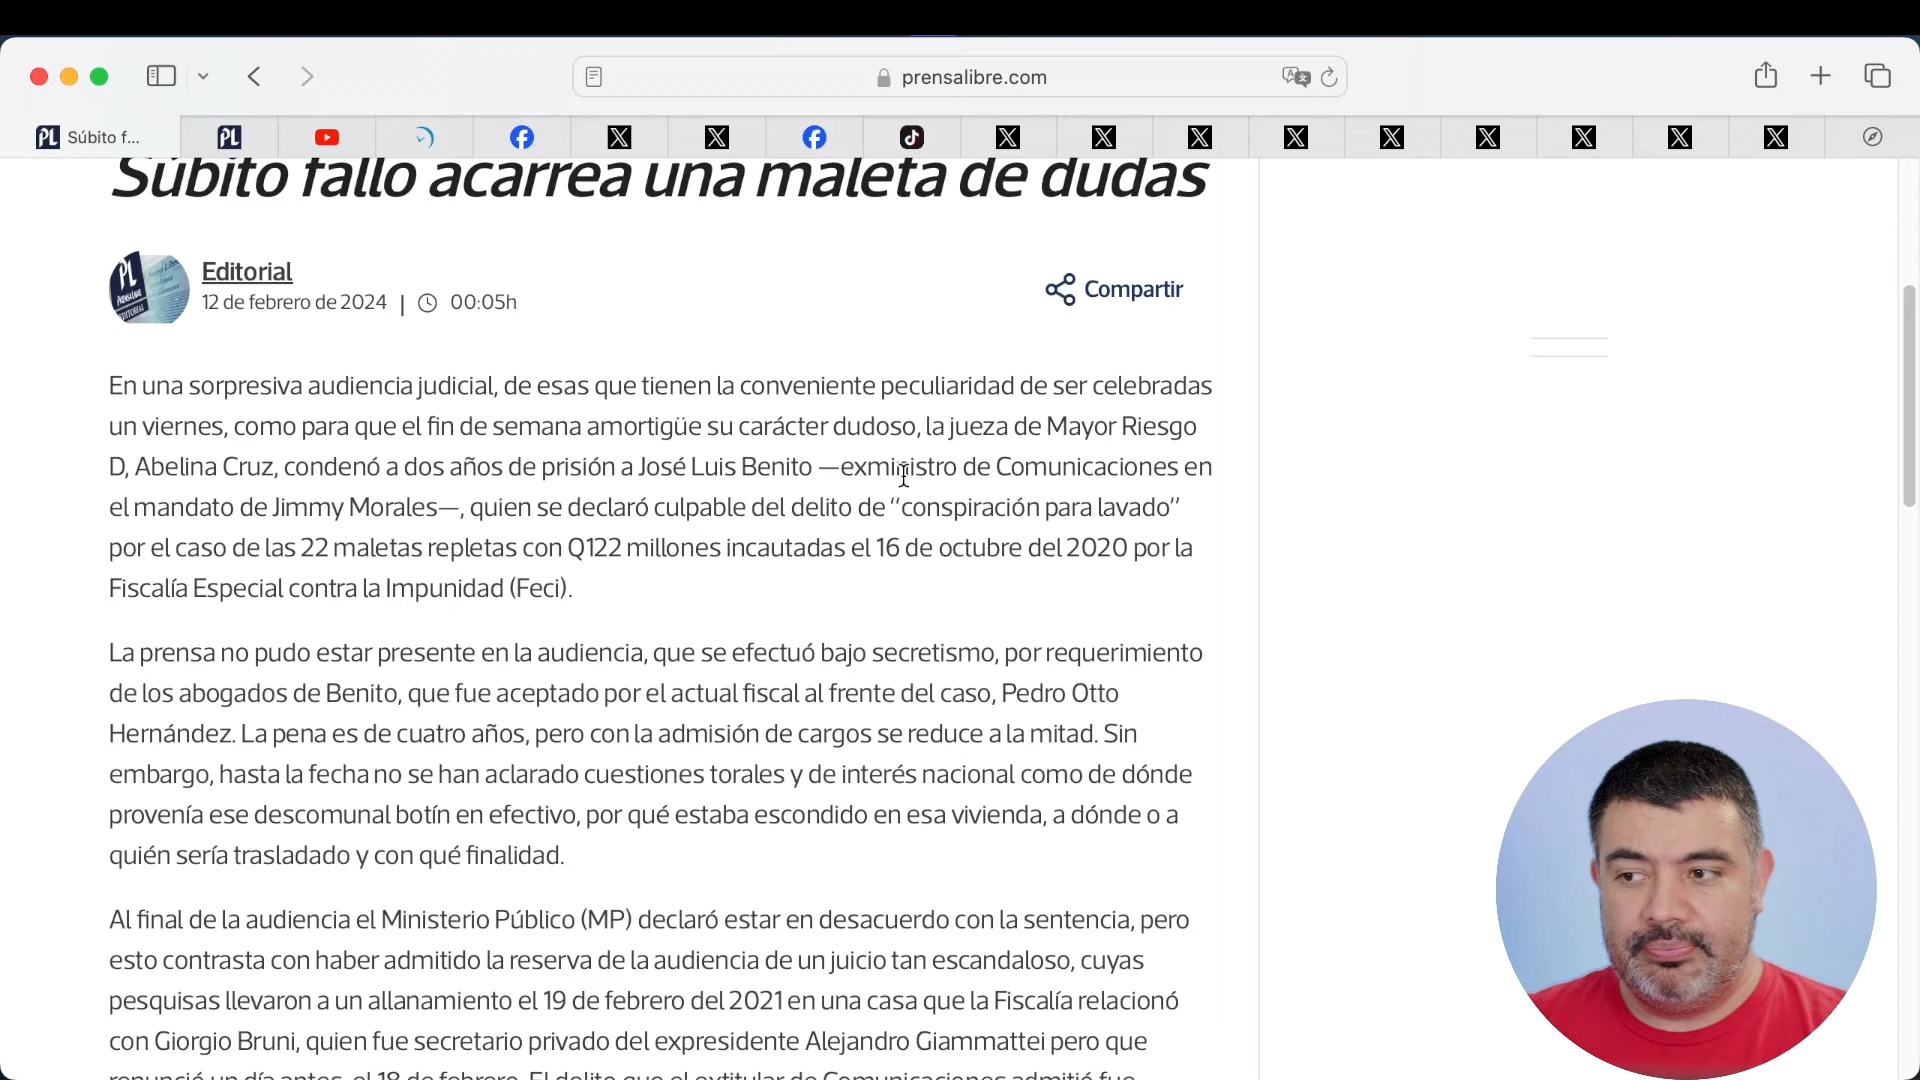 prensalibre.com
PL Súbito f...
PL
Súbito fallo acarrea una maleta de dudas
Editorial
12 de febrero de 2024 | 00:05h
Compartir
En una sorpresiva audiencia judicial, de esas que tienen la conveniente peculiaridad de ser celebradas
un viernes, como para que el fin de semana amortigüe su carácter dudoso, la jueza de Mayor Riesgo
D, Abelina Cruz, condenó a dos años de prisión a José Luis Benito —exministro de Comunicaciones en
el mandato de Jimmy Morales—, quien se declaró culpable del delito de “conspiración para lavado”
por el caso de las 22 maletas repletas con Q122 millones incautadas el 16 de octubre del 2020 por la
Fiscalía Especial contra la Impunidad (Feci).
La prensa no pudo estar presente en la audiencia, que se efectuó bajo secretismo, por requerimiento
de los abogados de Benito, que fue aceptado por el actual fiscal al frente del caso, Pedro Otto
Hernández. La pena es de cuatro años, pero con la admisión de cargos se reduce a la mitad. Sin
embargo, hasta la fecha no se han aclarado cuestiones torales y de interés nacional como de dónde
provenía ese descomunal botín en efectivo, por qué estaba escondido en esa vivienda, a dónde o a
quién sería trasladado y con qué finalidad.
Al final de la audiencia el Ministerio Público (MP) declaró estar en desacuerdo con la sentencia, pero
esto contrasta con haber admitido la reserva de la audiencia de un juicio tan escandaloso, cuyas
pesquisas llevaron a un allanamiento el 19 de febrero del 2021 en una casa que la Fiscalía relacionó
con Giorgio Bruni, quien fue secretario privado del expresidente Alejandro Giammattei pero que
renunció un día antes, el 18 de febrero. El delito que el extitular de Comunicaciones admitió fue